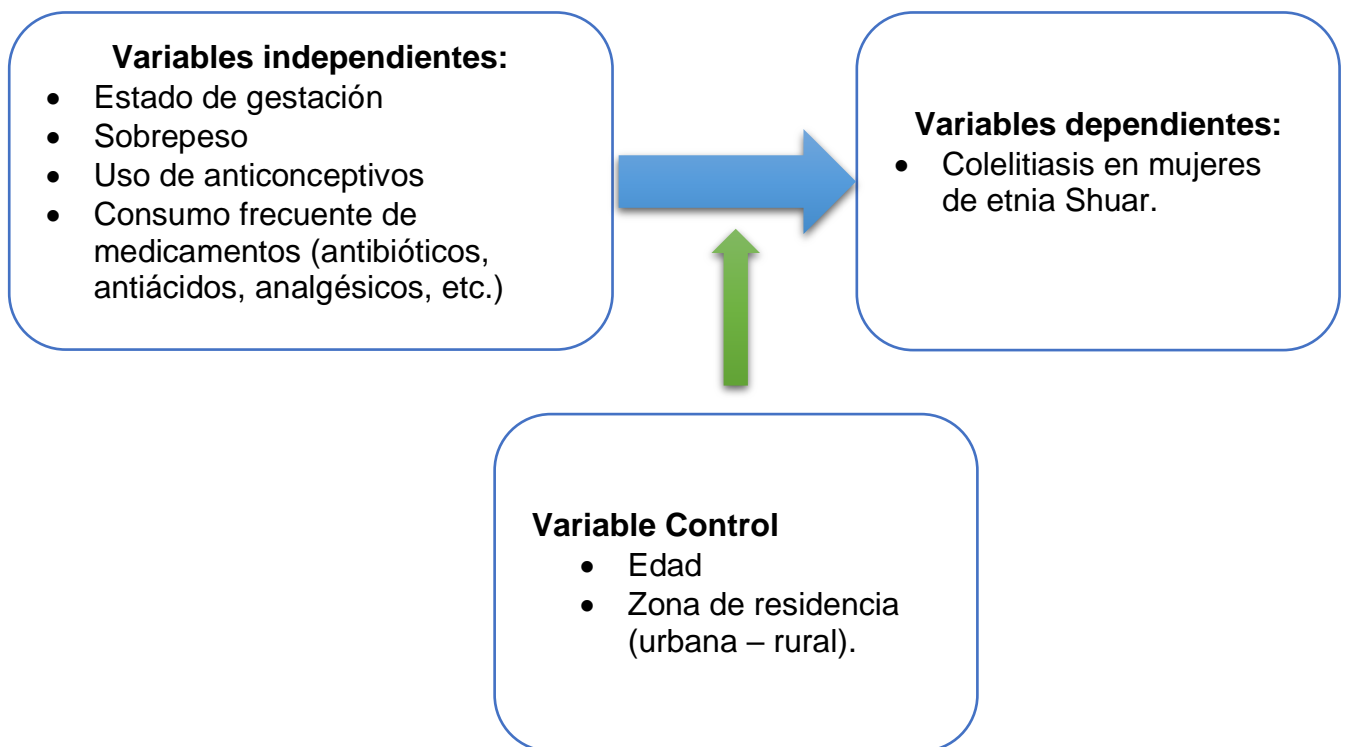 Variables independientes:
• Estado de gestación
• Sobrepeso
• Uso de anticonceptivos
• Consumo frecuente de
medicamentos (antibióticos,
antiácidos, analgésicos, etc.)
Variables dependientes:
• Colelitiasis en mujeres
de etnia Shuar.
Variable Control
• Edad
• Zona de residencia
(urbana – rural).